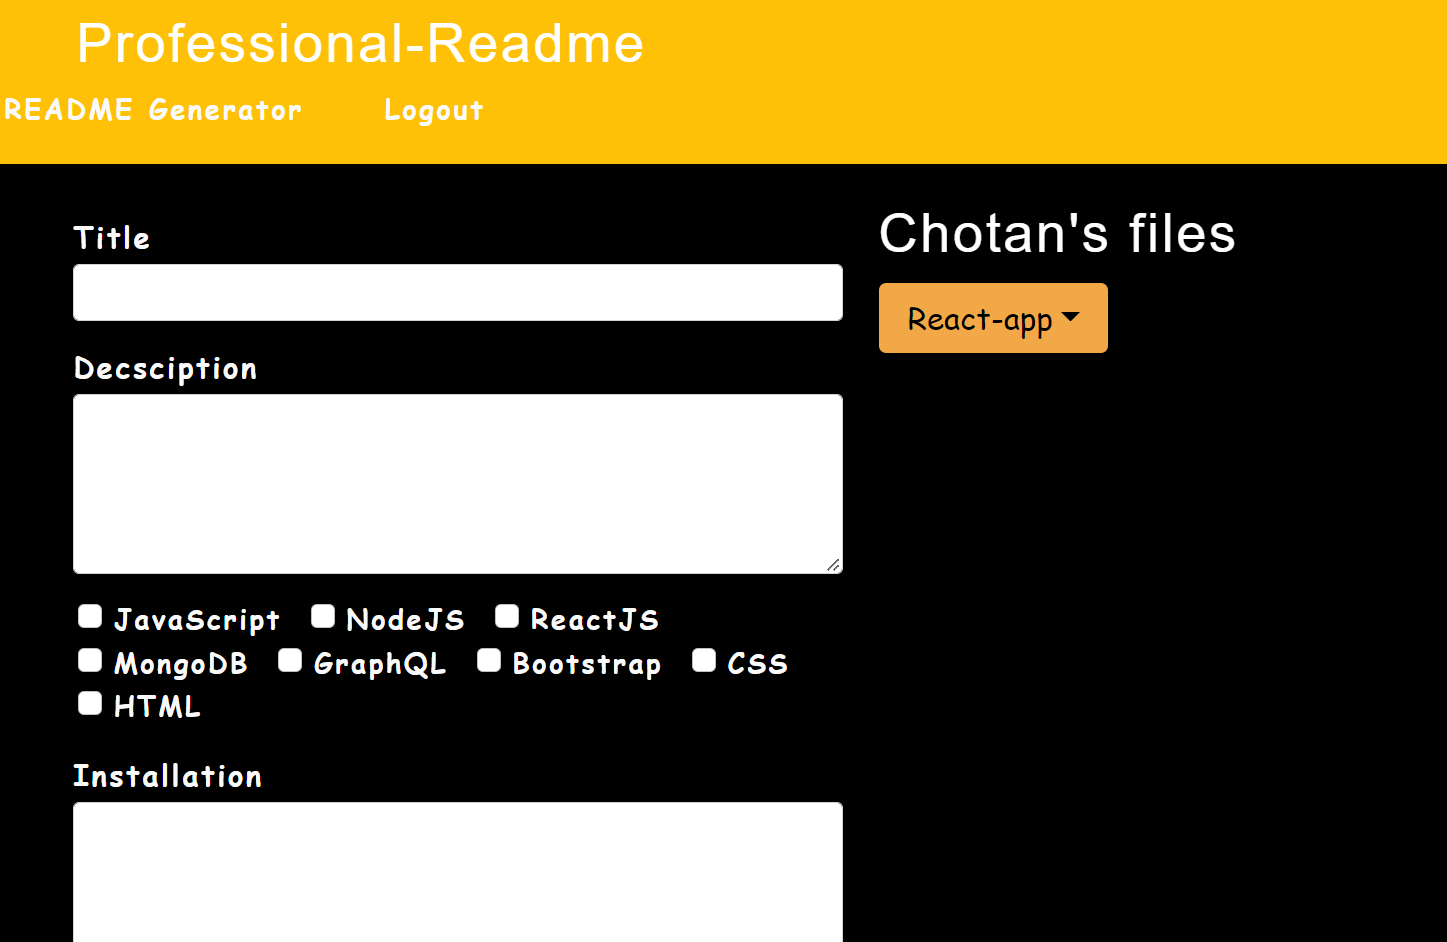 Professional-Readme
README Generator Logout
Title
Decsciption
JavaScript NodeJS ReactJS
MongoDB GraphQL Bootstrap CSS
HTML
Installation
Chotan's files
React-app